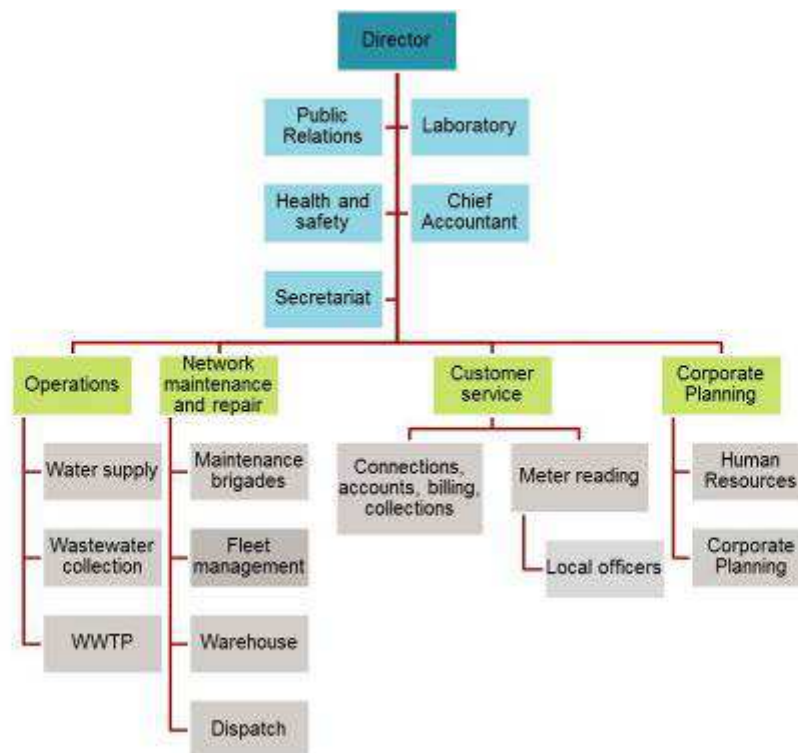 Director
Public
Relations
Laboratory
Health and
safety
Chief
Accountant
Secretariat
Operations
Network
maintenance
and repair
Customer
service
Corporate
Planning
Water supply
Wastewater
collection
WWTP
Maintenance
brigades
Fleet
management
Warehouse
Dispatch
Connections,
accounts, billing,
collections
Meter reading
Local officers
Human
Resources
Corporate
Planning